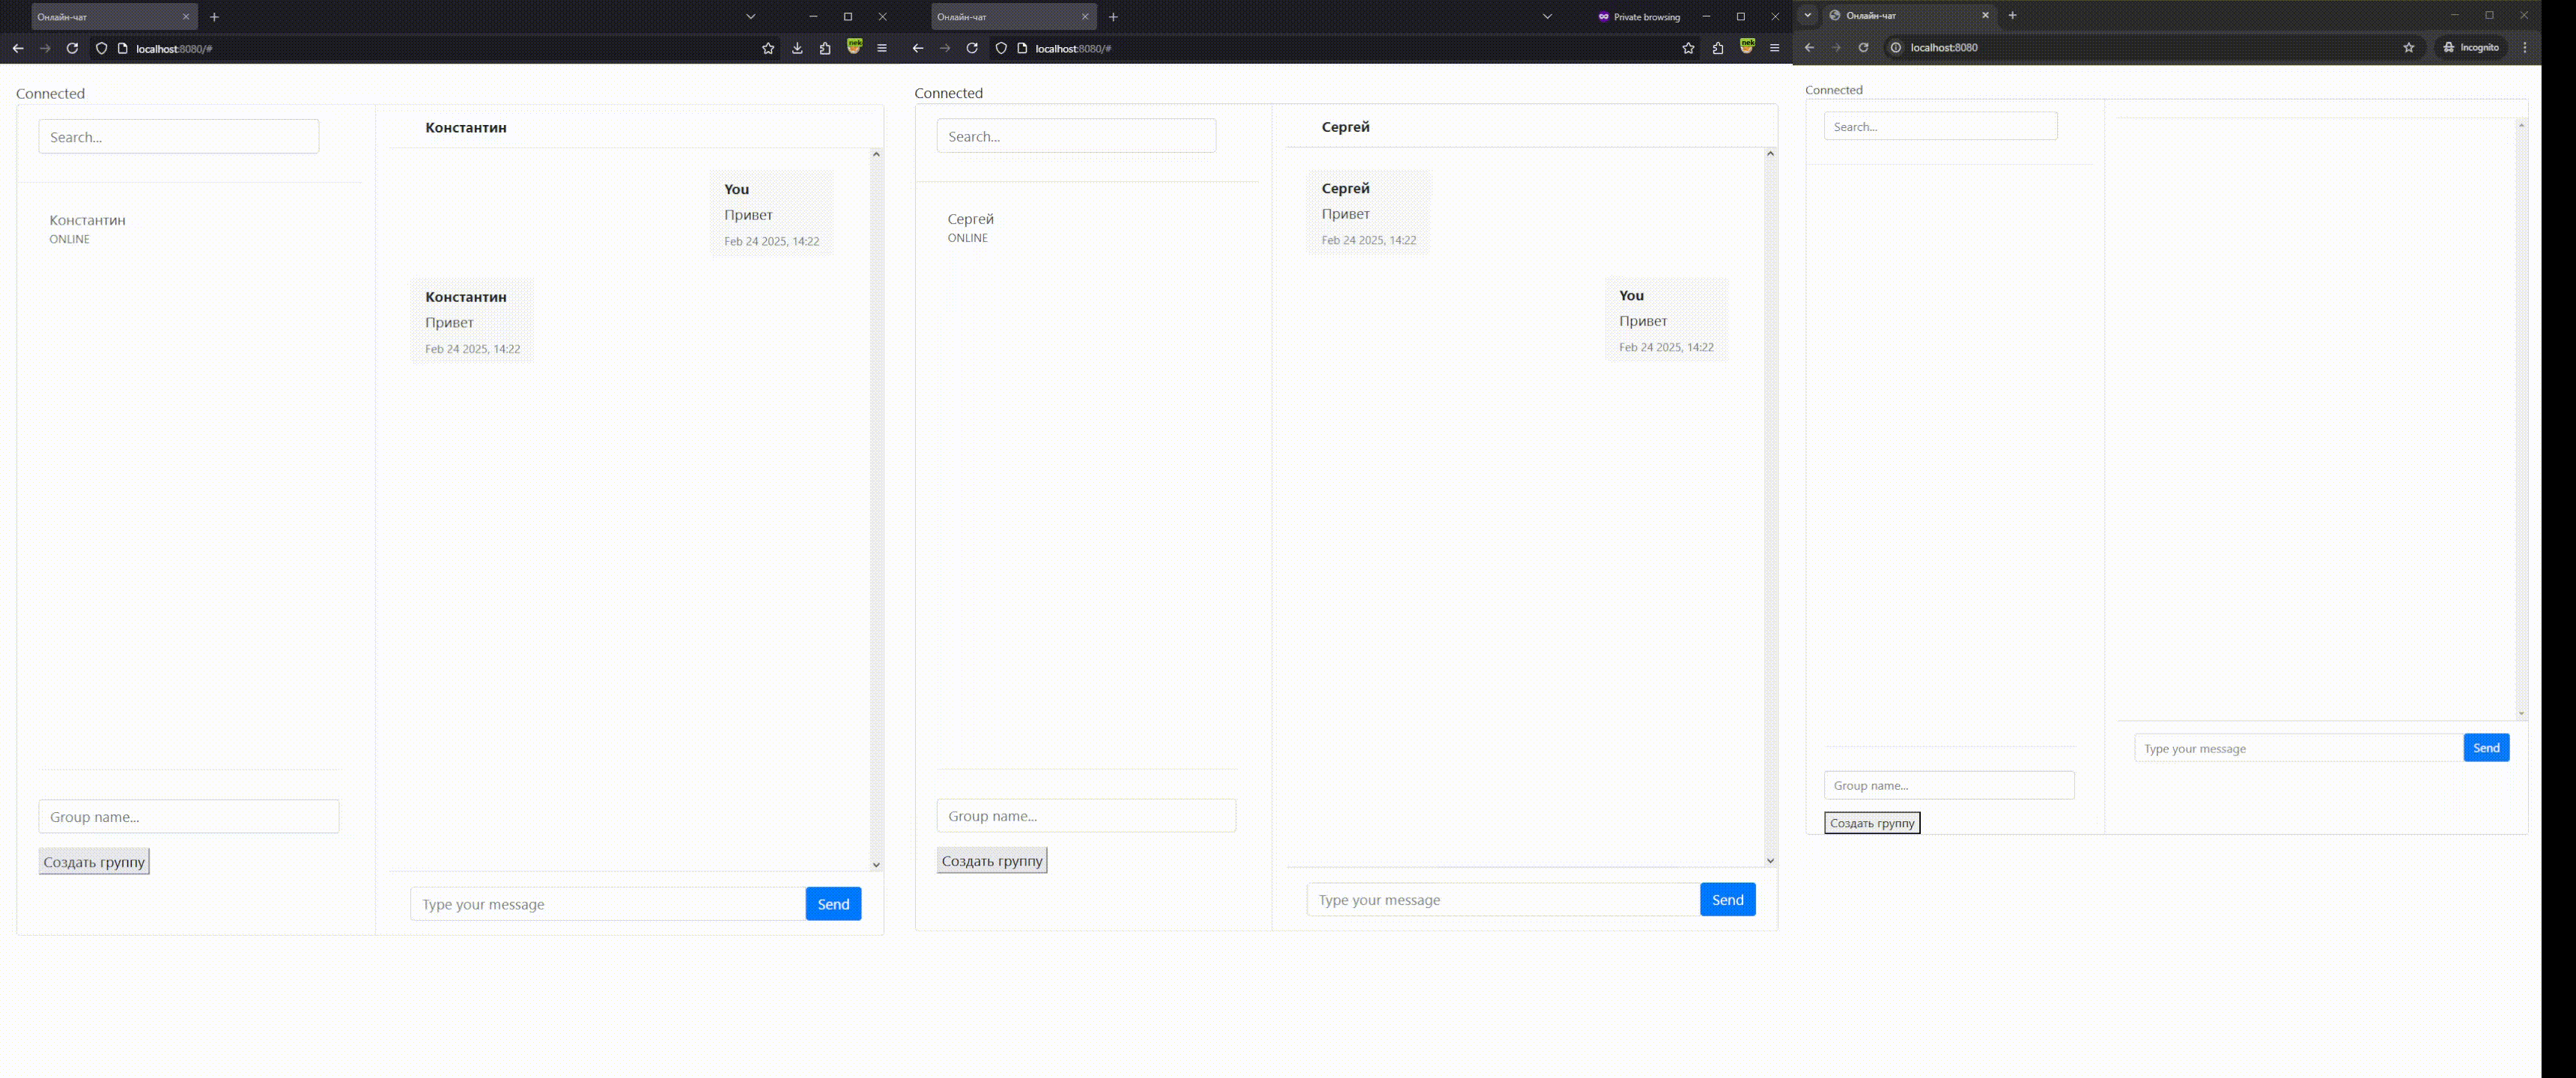 Онлайн-чат
localhost:8080/#
Connected
Search...
Константин
ONLINE
Group name...
Создать группу
Константин
You
Привет
Feb 24 2025, 14:22
Константин
Привет
Feb 24 2025, 14:22
Type your message
Send
Онлайн-чат
Private browsing
localhost:8080/#
nek
Connected
Search...
Сергей
ONLINE
Group name...
Создать группу
Сергей
Сергей
Привет
Feb 24 2025, 14:22
You
Привет
Feb 24 2025, 14:22
Type your message
Send
Онлайн-чат
localhost:8080
Incognito
Connected
Search...
Group name...
Создать группу
Type your message
Send